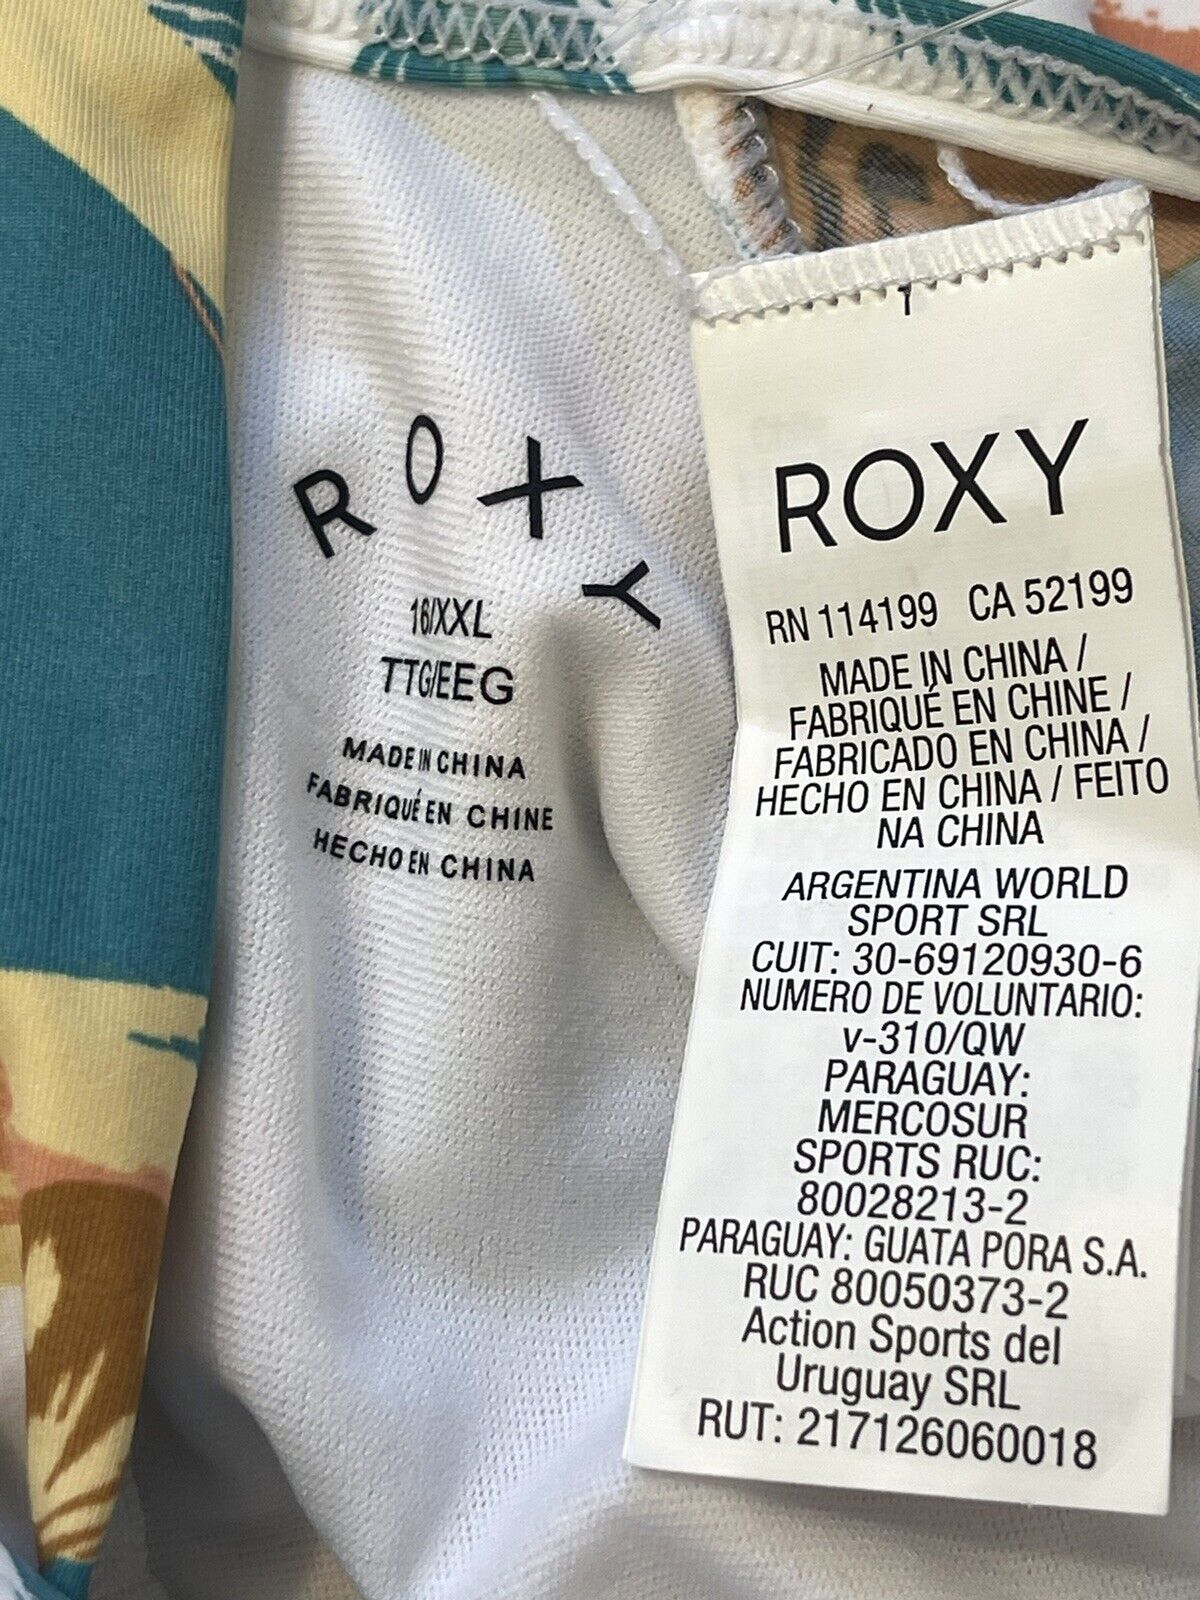 ROXY
16/XXL
TTG/EEG
MADE IN CHINA
FABRIQUÉ EN CHINE
HECHO EN CHINA
1
ROXY
RN 114199 CA 52199
MADE IN CHINA /
FABRIQUÉ EN CHINE /
FABRICADO EN CHINA /
HECHO EN CHINA / FEITO
NA CHINA
ARGENTINA WORLD
SPORT SRL
CUIT: 30-69120930-6
NUMERO DE VOLUNTARIO:
v-310/QW
PARAGUAY:
MERCOSUR
SPORTS RUC:
80028213-2
PARAGUAY: GUATA PORA S.A.
RUC 80050373-2
Action Sports del
Uruguay SRL
RUT: 217126060018